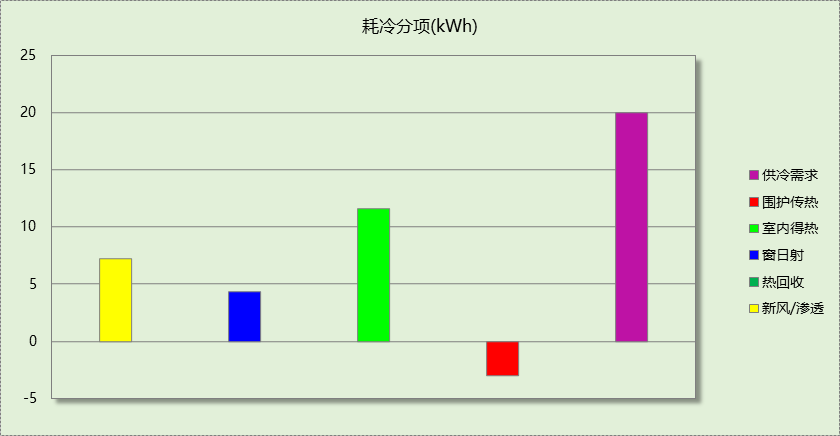 耗冷分项(kWh)
25
20
15
10
5
0
-5
供冷需求
围护传热
室内得热
窗日射
热回收
新风/渗透